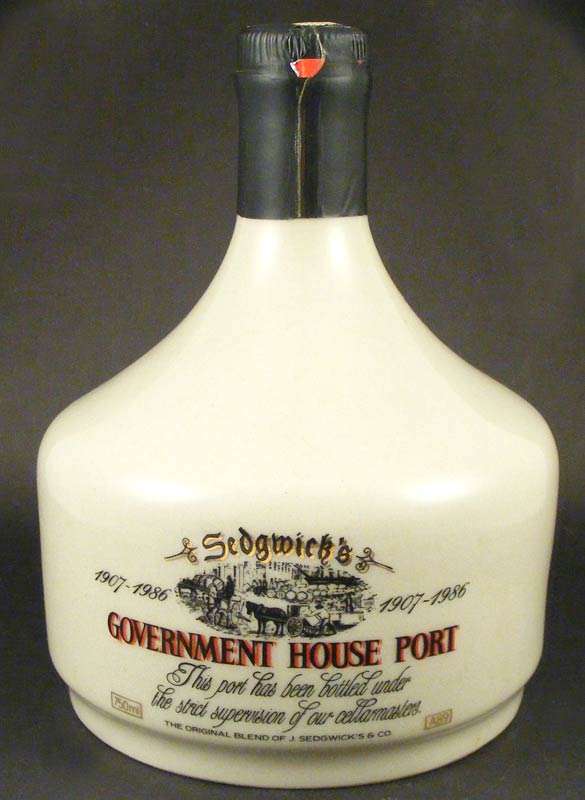 Sedgwick's
1907-1986
1907-1986
GOVERNMENT HOUSE PORT
This port has been bottled under
the strict supervision of our cellarmasters.
750ml
A89
THE ORIGINAL BLEND OF J. SEDGWICK'S & CO.